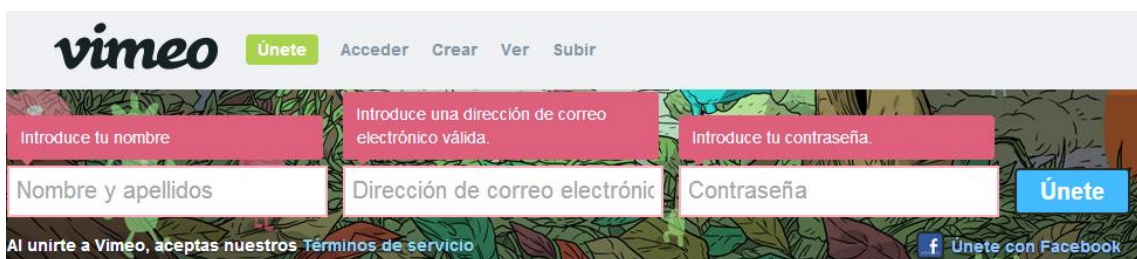 vimeo Únete Acceder Crear Ver Subir
Introduce tu nombre
Introduce una dirección de correo
electrónico válida.
Introduce tu contraseña.
Nombre y apellidos
Dirección de correo electrónic
Contraseña
Únete
Al unirte a Vimeo, aceptas nuestros Términos de servicio
f Únete con Facebook